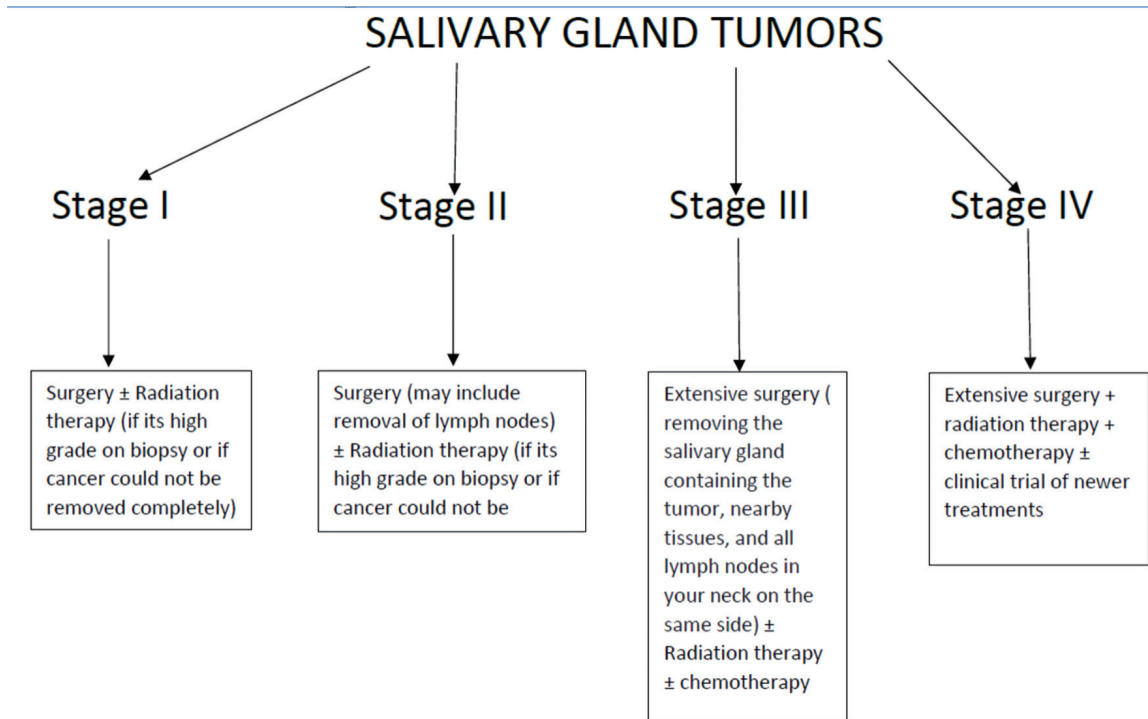 SALIVARY GLAND TUMORS
Stage I
Stage II
Stage III
Stage IV
Surgery ± Radiation
therapy (if its high
grade on biopsy or if
cancer could not be
removed completely)
Surgery (may include
removal of lymph nodes)
± Radiation therapy (if its
high grade on biopsy or if
cancer could not be
Extensive surgery (
removing the
salivary gland
containing the
tumor, nearby
tissues, and all
lymph nodes in
your neck on the
same side) ±
Radiation therapy
± chemotherapy
Extensive surgery +
radiation therapy +
chemotherapy ±
clinical trial of newer
treatments